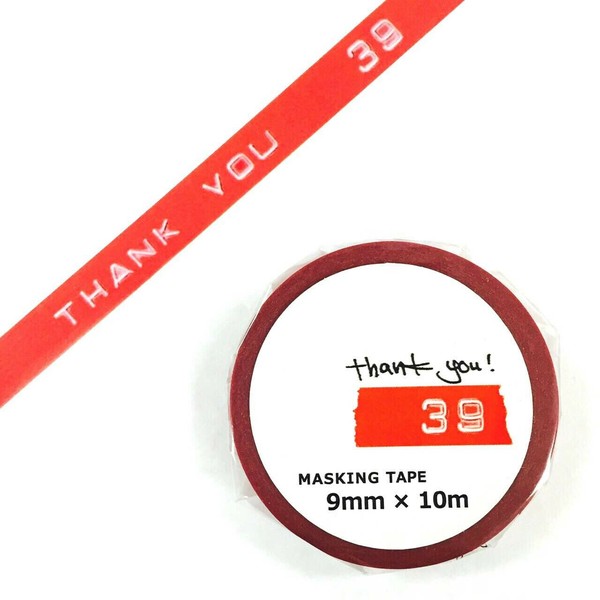 THANK YOU 39
thank you!
39
MASKING TAPE
9mm × 10m